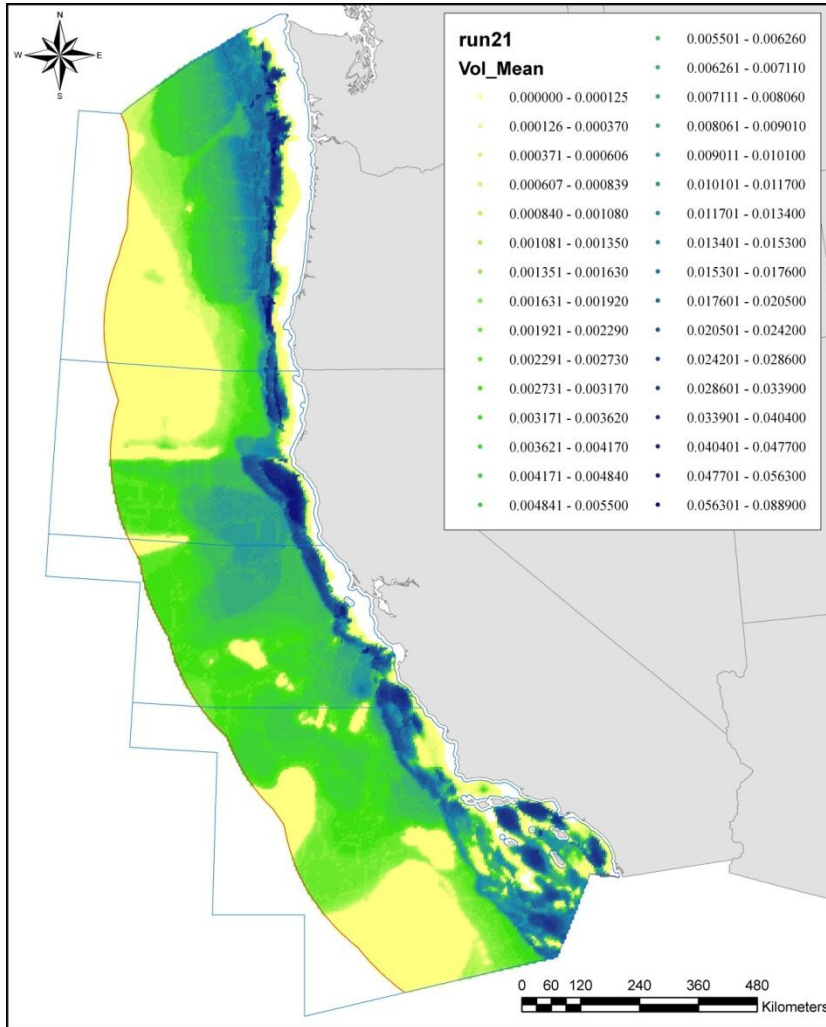 N
W E
S
run21
Vol_Mean
0.000000 - 0.000125
0.000126 - 0.000370
0.000371 - 0.000606
0.000607 - 0.000839
0.000840 - 0.001080
0.001081 - 0.001350
0.001351 - 0.001630
0.001631 - 0.001920
0.001921 - 0.002290
0.002291 - 0.002730
0.002731 - 0.003170
0.003171 - 0.003620
0.003621 - 0.004170
0.004171 - 0.004840
0.004841 - 0.005500
0.005501 - 0.006260
0.006261 - 0.007110
0.007111 - 0.008060
0.008061 - 0.009010
0.009011 - 0.010100
0.010101 - 0.011700
0.011701 - 0.013400
0.013401 - 0.015300
0.015301 - 0.017600
0.017601 - 0.020500
0.020501 - 0.024200
0.024201 - 0.028600
0.028601 - 0.033900
0.033901 - 0.040400
0.040401 - 0.047700
0.047701 - 0.056300
0.056301 - 0.088900
0 60 120 240 360 480
Kilometers